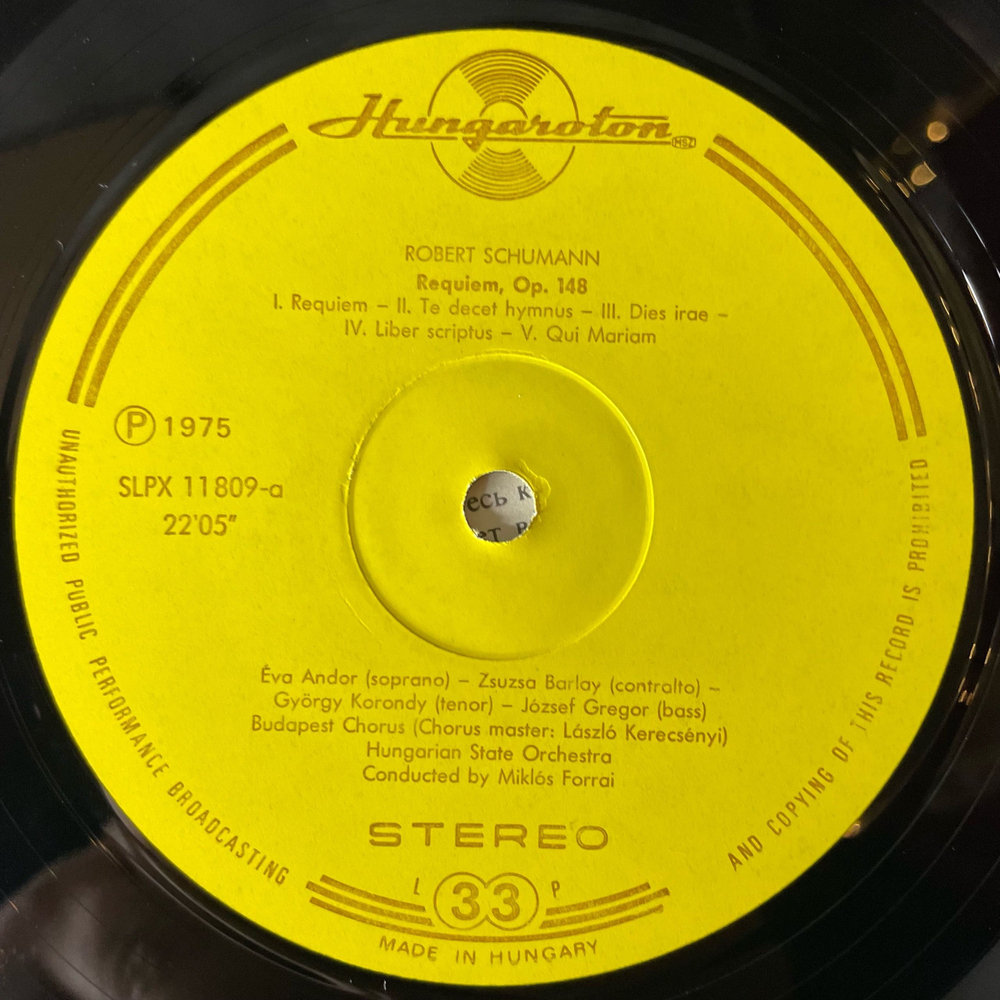 Hungaroton
MSZ
ROBERT SCHUMANN
Requiem, Op. 148
I. Requiem – II. Te decet hymnus – III. Dies irae –
IV. Liber scriptus – V. Qui Mariam
Ⓟ 1975
SLPX 11809-a
22'05"
есь к
ет в
Éva Andor (soprano) – Zsuzsa Barlay (contralto) –
György Korondy (tenor) – József Gregor (bass)
Budapest Chorus (Chorus master: László Kerecsényi)
Hungarian State Orchestra
Conducted by Miklós Forrai
STEREO
L 33 P
MADE IN HUNGARY
UNAUTHORIZED PUBLIC PERFORMANCE BROADCASTING
AND COPYING OF THIS RECORD IS PROHIBITED